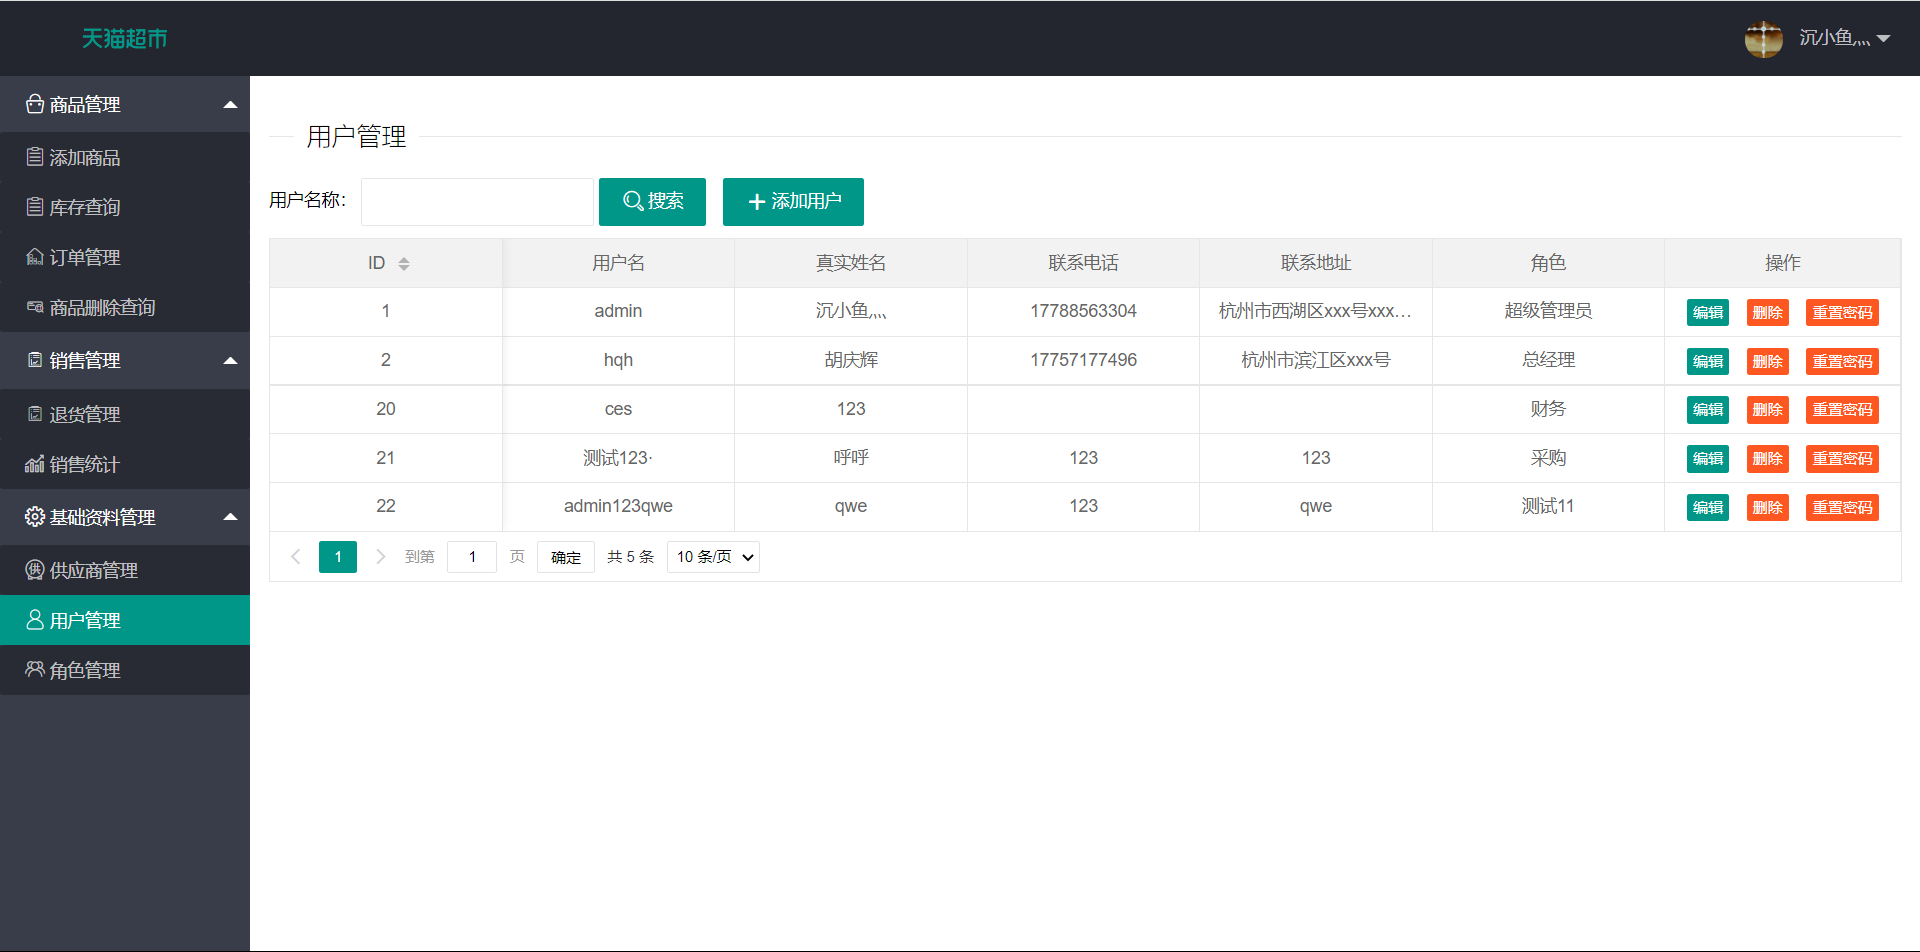 天猫超市
沉小鱼灬
商品管理
添加商品
库存查询
订单管理
商品删除查询
销售管理
退货管理
销售统计
基础资料管理
供应商管理
用户管理
角色管理
用户管理
用户名称: 搜索 添加用户
ID 用户名 真实姓名 联系电话 联系地址 角色 操作
1 admin 沉小鱼灬 17788563304 杭州市西湖区xxx号xxx... 超级管理员 编辑 删除 重置密码
2 hqh 胡庆辉 17757177496 杭州市滨江区xxx号 总经理 编辑 删除 重置密码
20 ces 123 财务 编辑 删除 重置密码
21 测试123· 呼呼 123 123 采购 编辑 删除 重置密码
22 admin123qwe qwe 123 qwe 测试11 编辑 删除 重置密码
1 到第 1 页 确定 共 5 条 10 条/页